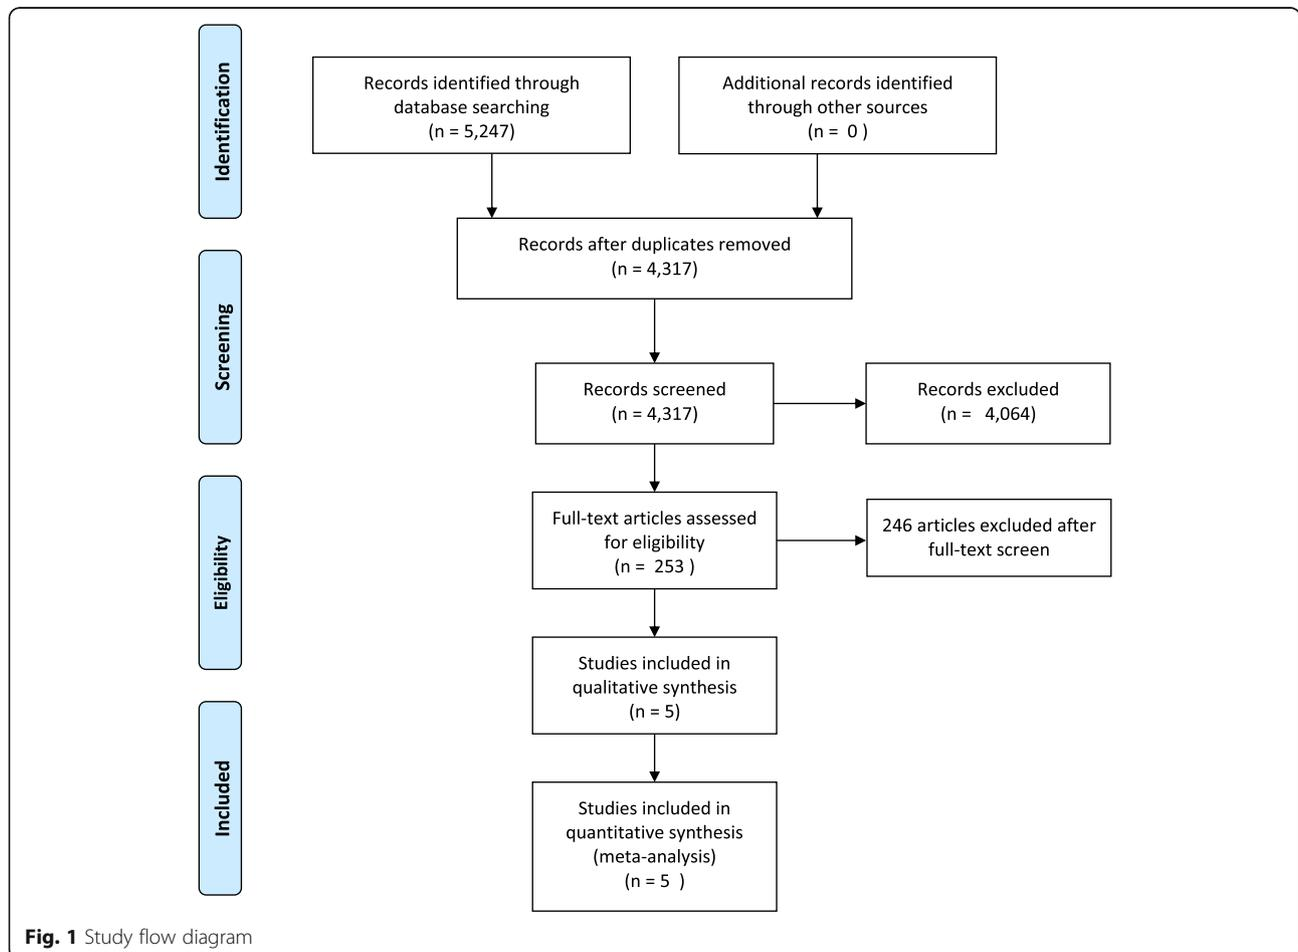 Identification
Records identified through
database searching
(n = 5,247)
Additional records identified
through other sources
(n =  0 )
Records after duplicates removed
(n = 4,317)
Screening
Records screened
(n = 4,317)
Records excluded
(n =   4,064)
Eligibility
Full-text articles assessed
for eligibility
(n =  253 )
246 articles excluded after
full-text screen
Studies included in
qualitative synthesis
(n = 5)
Included
Studies included in
quantitative synthesis
(meta-analysis)
(n = 5  )
Fig. 1 Study flow diagram